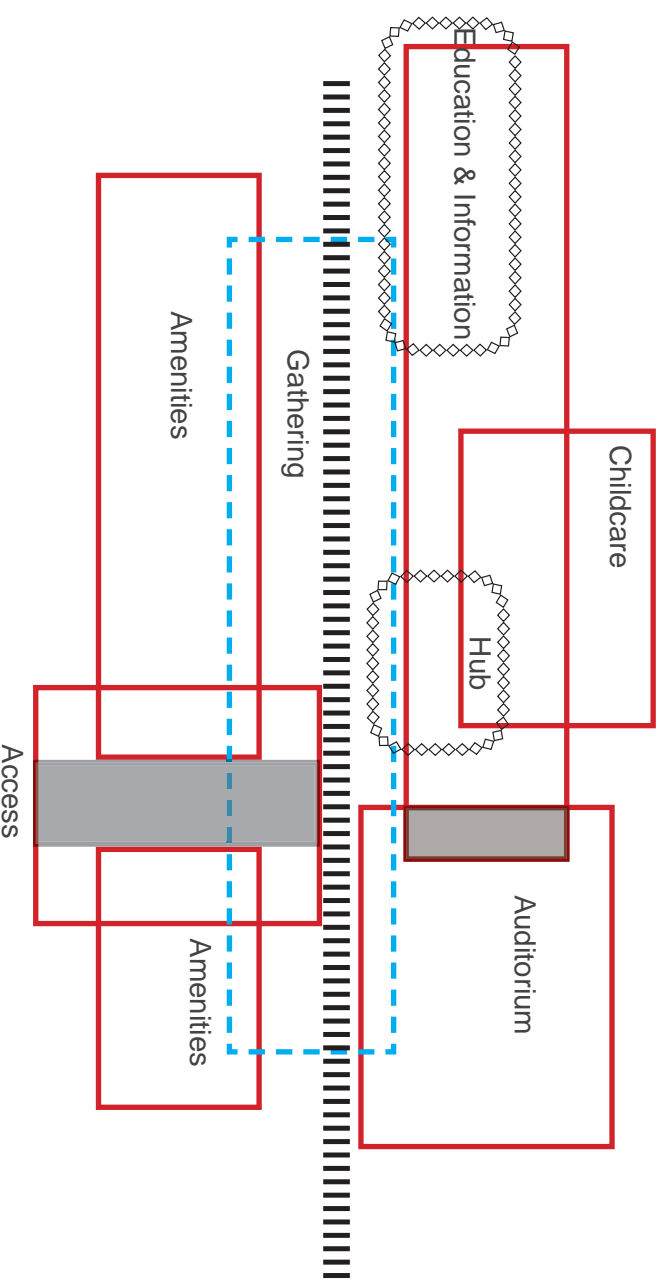 Education & Information
Childcare
Hub
Auditorium
Gathering
Amenities
Amenities
Access